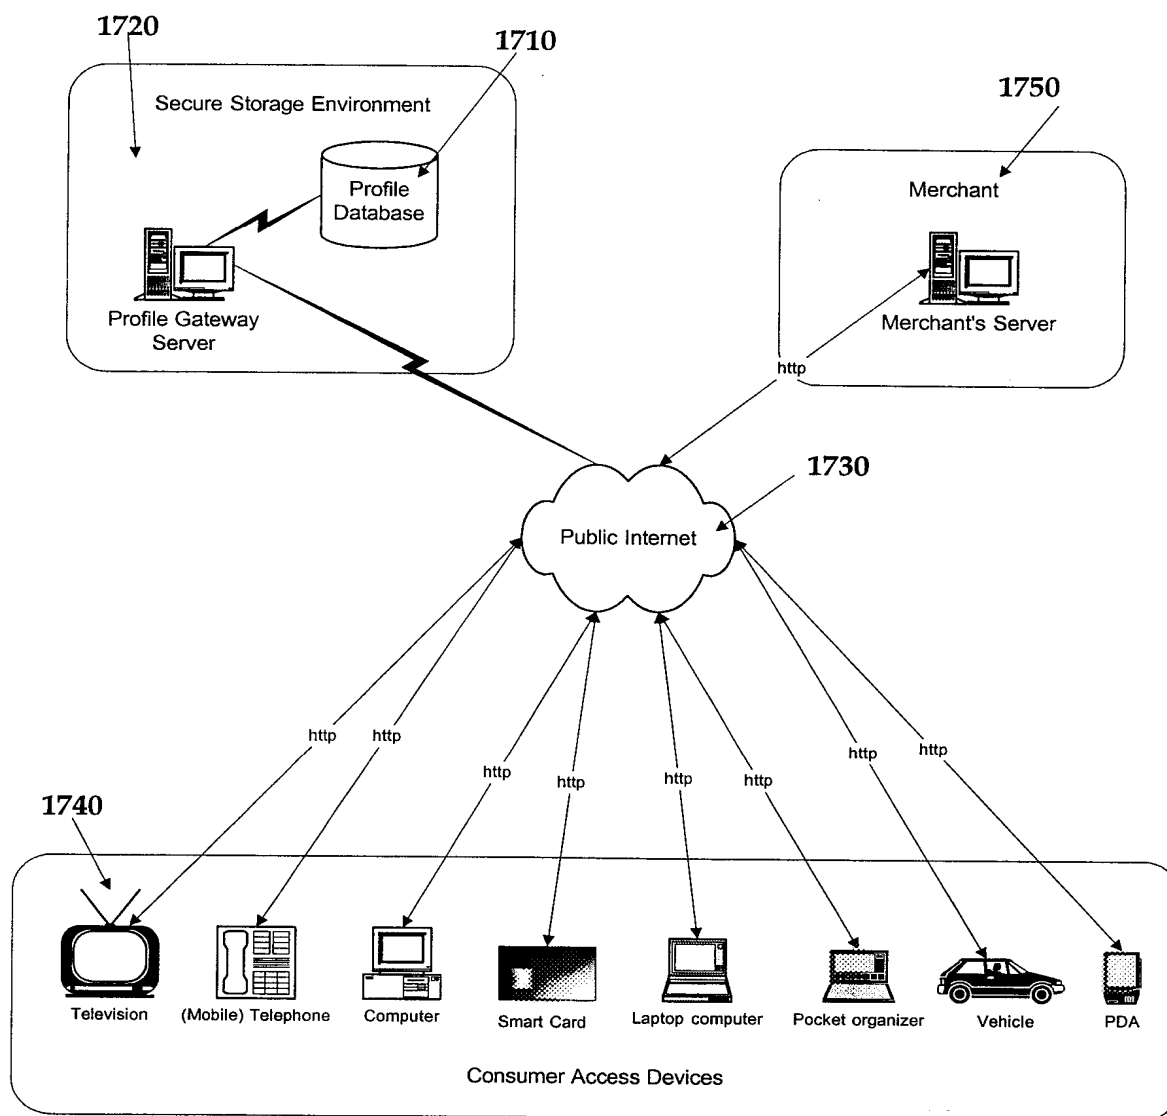 1720
1710
1750
Secure Storage Environment
Profile
Database
Profile Gateway
Server
Merchant
Merchant's Server
http
1730
Public Internet
http
http
http
http
http
http
http
http
1740
Television
(Mobile) Telephone
Computer
Smart Card
Laptop computer
Pocket organizer
Vehicle
PDA
Consumer Access Devices